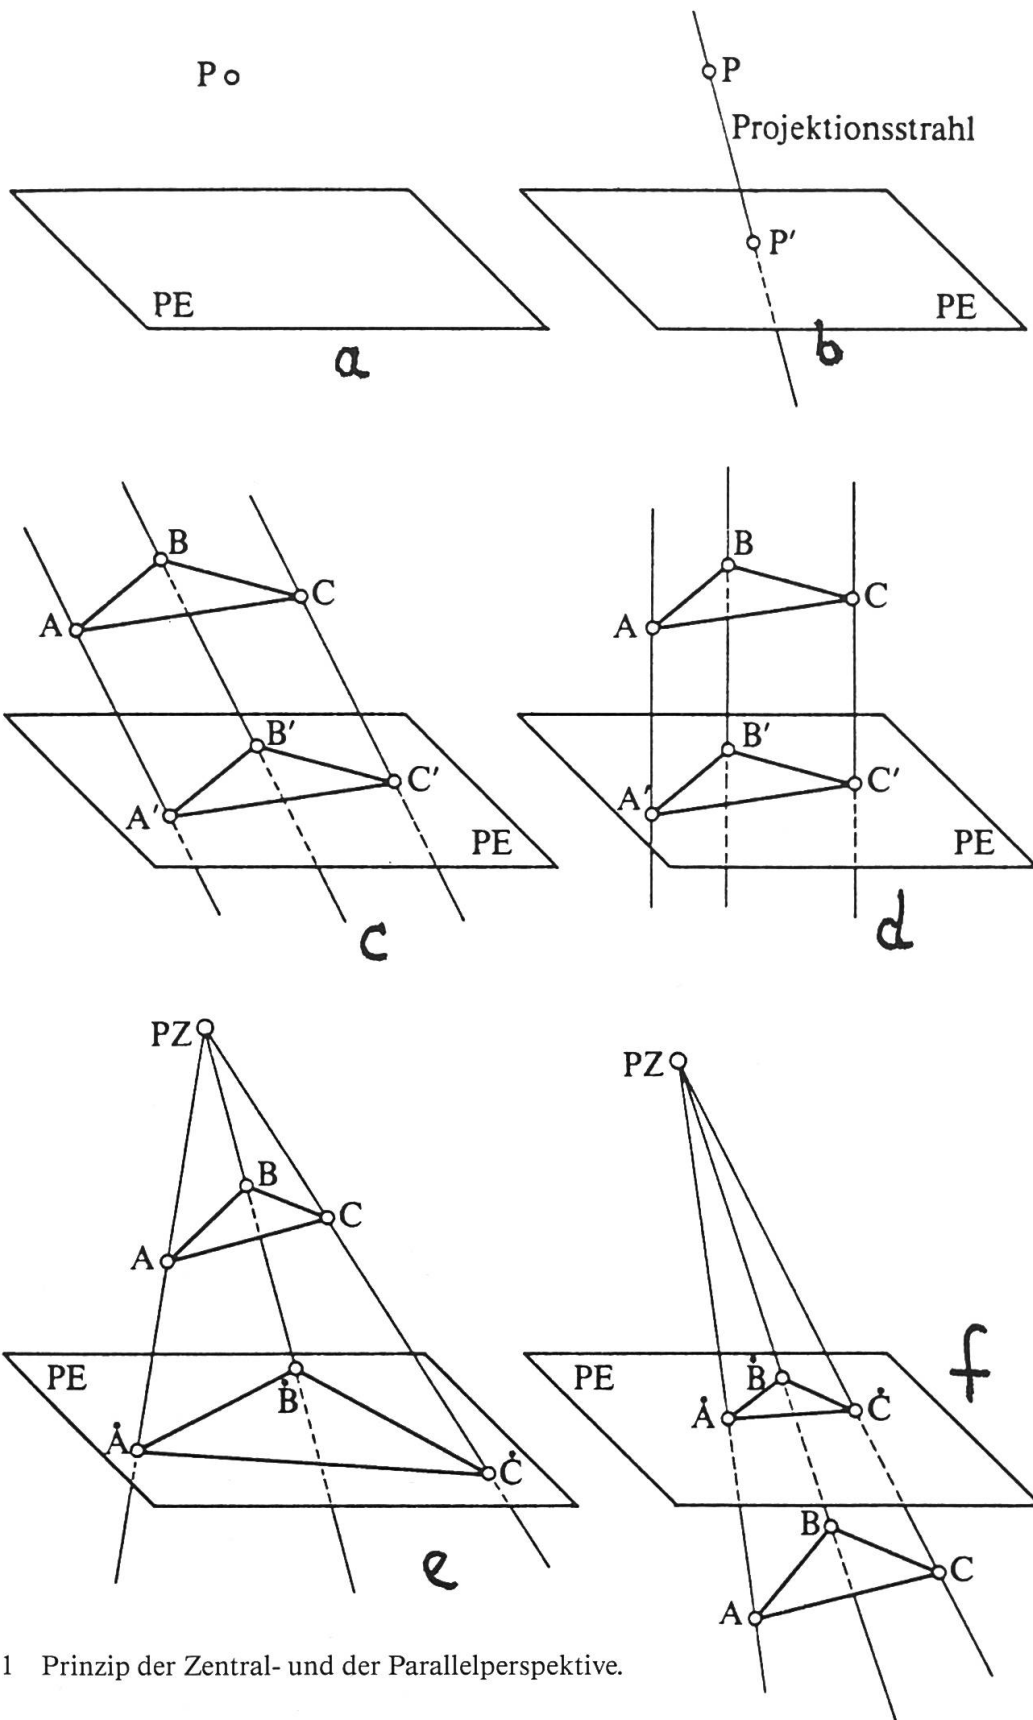 P
P
Projektionsstrahl
P'
PE
PE
a
b
B
C
A
B
C
A
B'
C'
A'
PE
B'
C'
A'
PE
c
d
PZ
PZ
B
C
A
PE
Ḃ
Ȧ
Ċ
PE
Ḃ
Ȧ
Ċ
f
B
C
A
e
1 Prinzip der Zentral- und der Parallelperspektive.